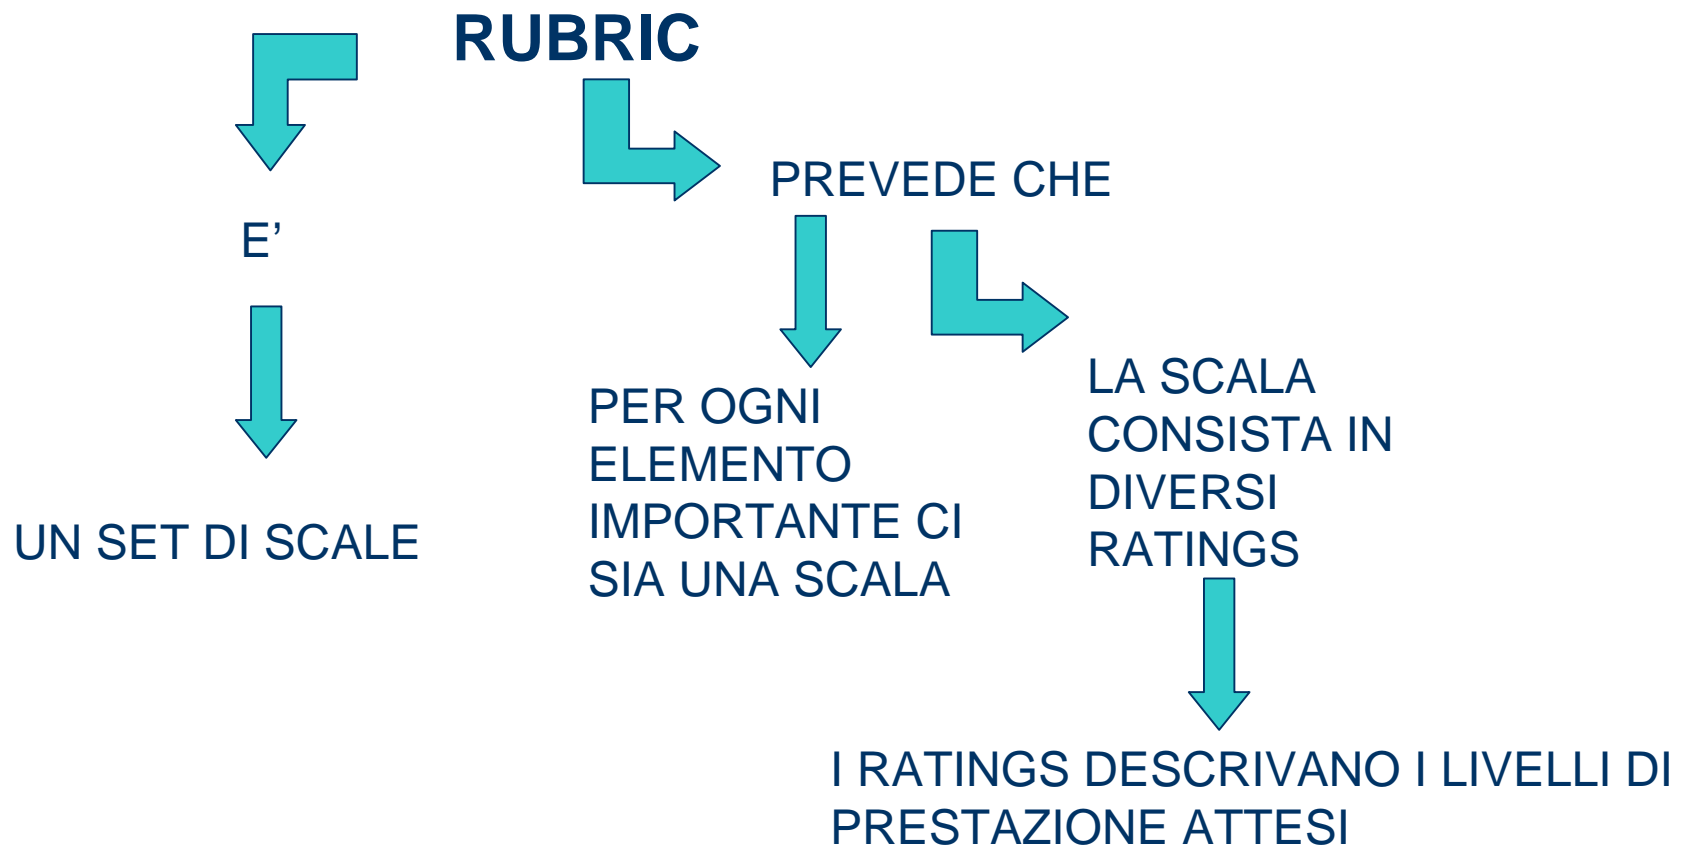 RUBRIC
E’
UN SET DI SCALE
PREVEDE CHE
PER OGNI
ELEMENTO
IMPORTANTE CI
SIA UNA SCALA
LA SCALA
CONSISTA IN
DIVERSI
RATINGS
I RATINGS DESCRIVANO I LIVELLI DI
PRESTAZIONE ATTESI